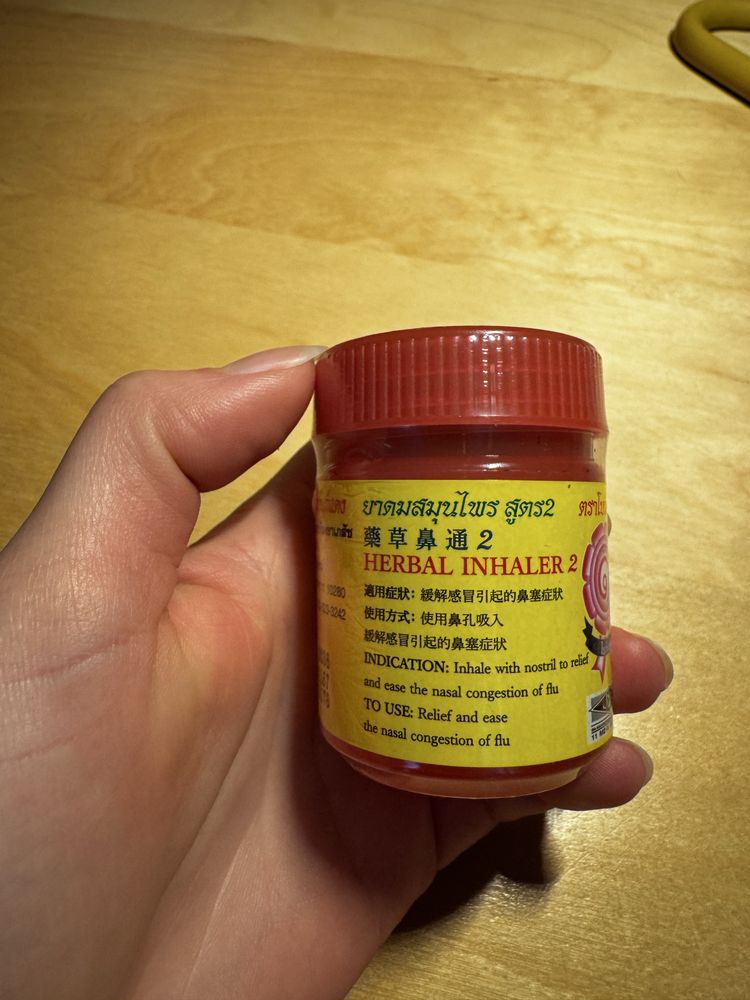 ยาดมสมุนไพร สูตร2
藥草鼻通 2
HERBAL INHALER 2
適用症狀: 緩解感冒引起的鼻塞症狀
使用方式: 使用鼻孔吸入
緩解感冒引起的鼻塞症狀
INDICATION: Inhale with nostril to relief
and ease the nasal congestion of flu
TO USE: Relief and ease
the nasal congestion of flu
10280
3-3242